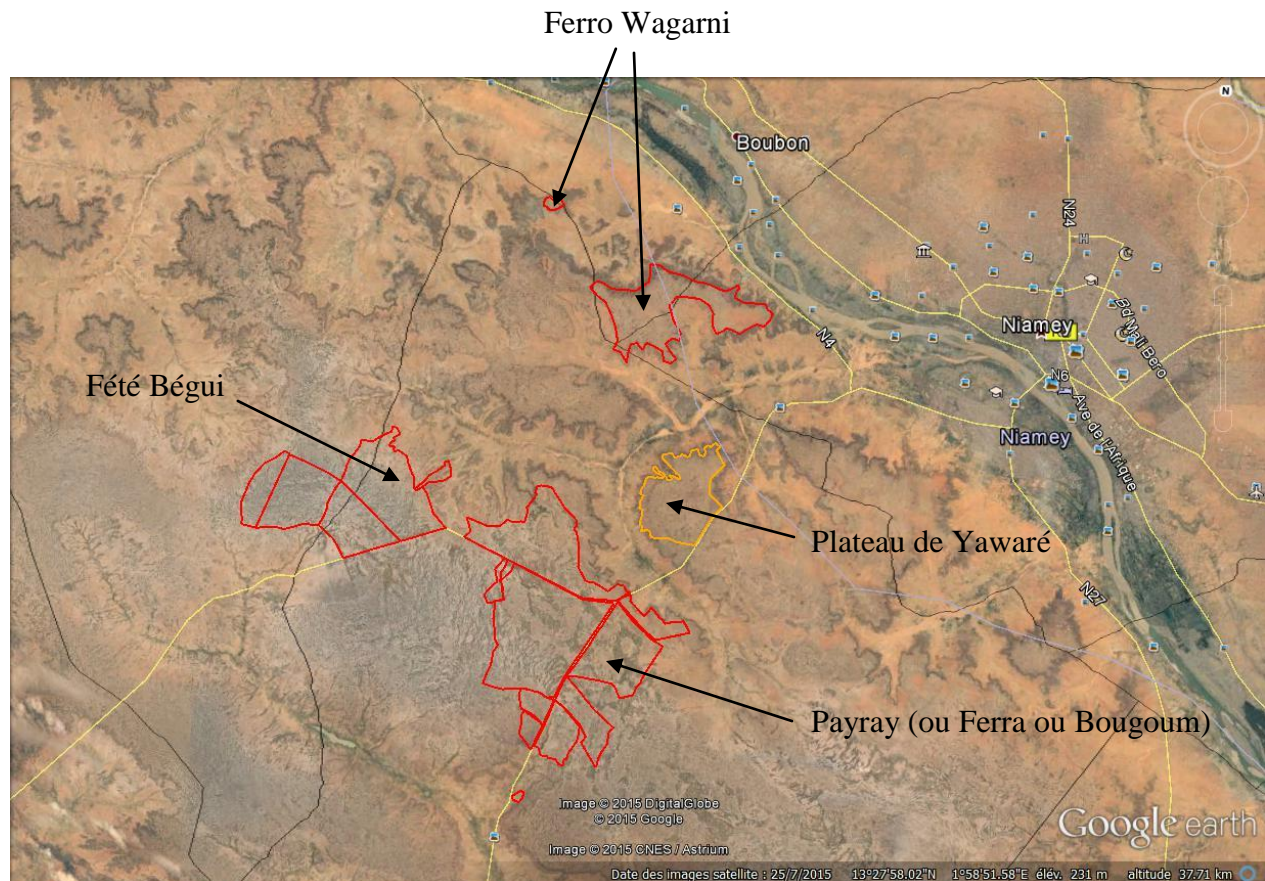 Ferro Wagarni
N
Boubon
N24
H
Niamey
Bd Mali Bero
N4
N6
Fété Bégui
Niamey
Ave de l'Afrique
Plateau de Yawaré
N27
Payray (ou Ferra ou Bougoum)
Image © 2015 DigitalGlobe
© 2015 Google
Google earth
Image © 2015 CNES / Astrium
Date des images satellite : 25/7/2015 13°27'58.02"N 1°58'51.58"E élév. 231 m altitude 37.71 km